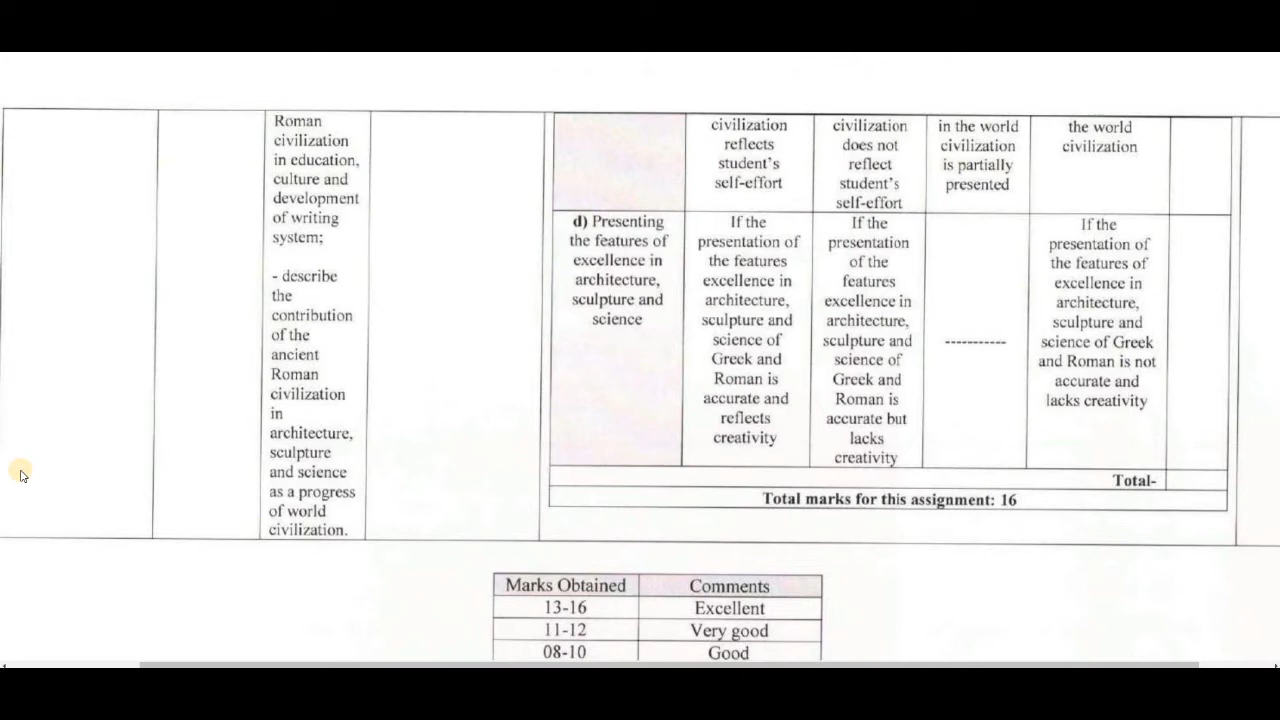 Roman
civilization
in education,
culture and
development
of writing
system;
- describe
the
contribution
of the
ancient
Roman
civilization
in
architecture,
sculpture
and science
as a progress
of world
civilization.
civilization
reflects
student's
self-effort
civilization
does not
reflect
student's
self-effort
in the world
civilization
is partially
presented
the world
civilization
d) Presenting
the features of
excellence in
architecture,
sculpture and
science
If the
presentation of
the features
excellence in
architecture,
sculpture and
science of
Greek and
Roman is
accurate and
reflects
creativity
If the
presentation
of the
features
excellence in
architecture,
sculpture and
science of
Greek and
Roman is
accurate but
lacks
creativity
-----------
If the
presentation of
the features of
excellence in
architecture,
sculpture and
science of Greek
and Roman is not
accurate and
lacks creativity
Total-
Total marks for this assignment: 16
Marks Obtained Comments
13-16 Excellent
11-12 Very good
08-10 Good